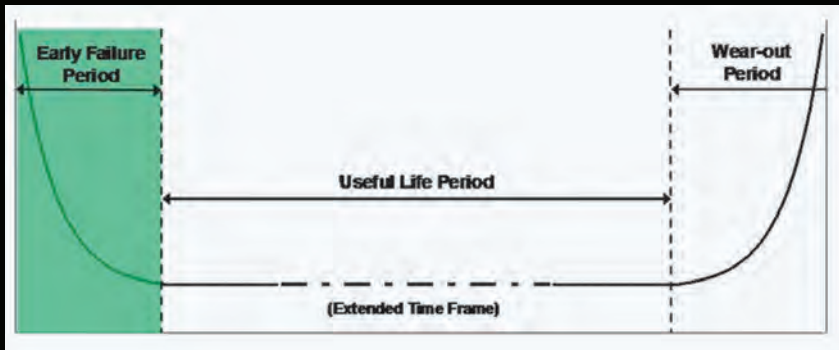 Early Failure
Period
Wear-out
Period
Useful Life Period
(Extended Time Frame)